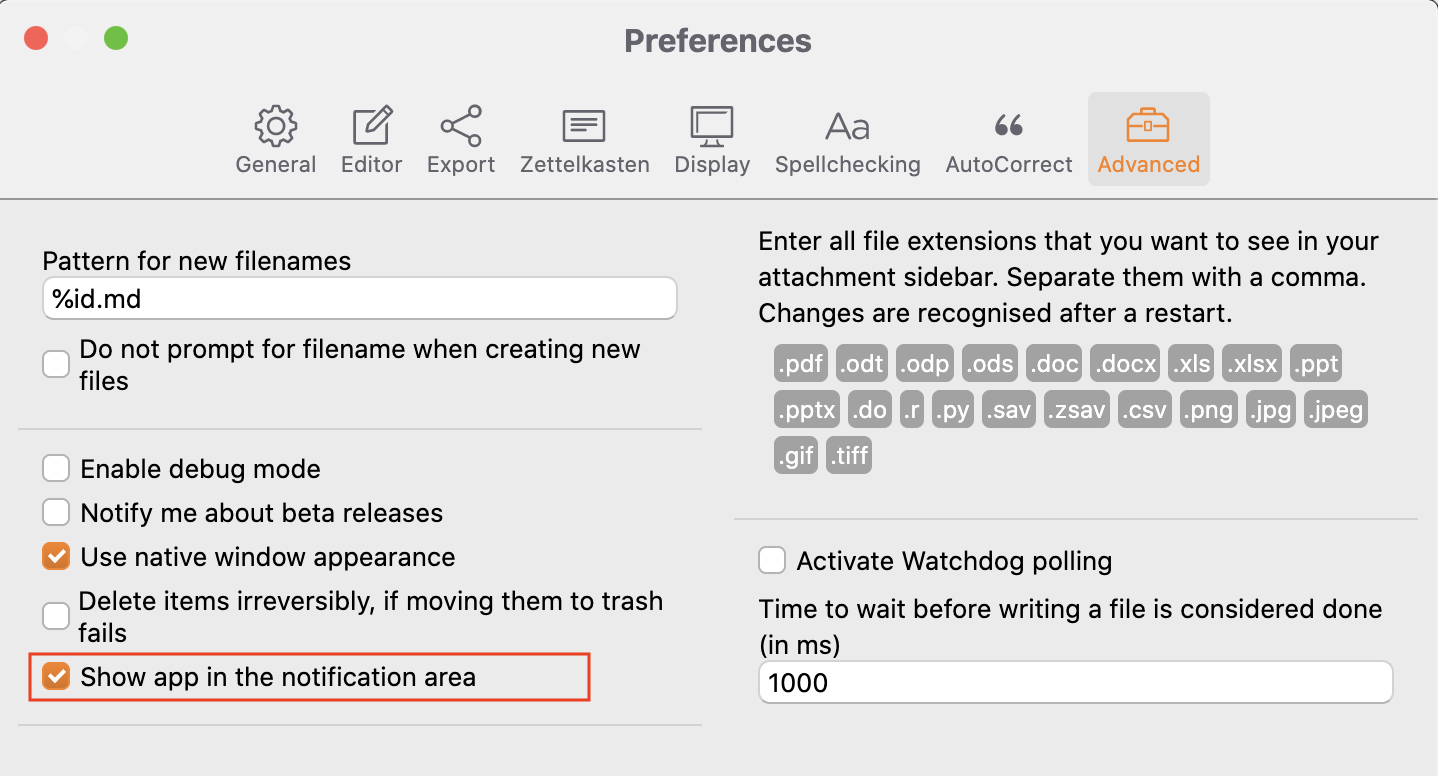 Preferences
General
Editor
Export
Zettelkasten
Display
Aa
Spellchecking
AutoCorrect
Advanced
Pattern for new filenames
%id.md
Do not prompt for filename when creating new
files
Enable debug mode
Notify me about beta releases
Use native window appearance
Delete items irreversibly, if moving them to trash
fails
Show app in the notification area
Enter all file extensions that you want to see in your
attachment sidebar. Separate them with a comma.
Changes are recognised after a restart.
.pdf .odt .odp .ods .doc .docx .xls .xlsx .ppt
.pptx .do .r .py .sav .zsav .csv .png .jpg .jpeg
.gif .tiff
Activate Watchdog polling
Time to wait before writing a file is considered done
(in ms)
1000